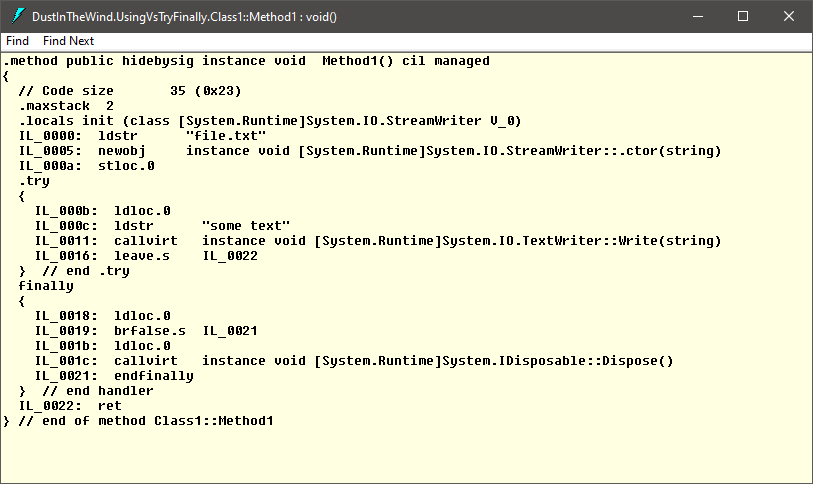 DustInTheWind.UsingVsTryFinally.Class1::Method1 : void()
Find Find Next
.method public hidebysig instance void  Method1() cil managed
{
  // Code size       35 (0x23)
  .maxstack  2
  .locals init (class [System.Runtime]System.IO.StreamWriter V_0)
  IL_0000:  ldstr      "file.txt"
  IL_0005:  newobj     instance void [System.Runtime]System.IO.StreamWriter::.ctor(string)
  IL_000a:  stloc.0
  .try
  {
    IL_000b:  ldloc.0
    IL_000c:  ldstr      "some text"
    IL_0011:  callvirt   instance void [System.Runtime]System.IO.TextWriter::Write(string)
    IL_0016:  leave.s    IL_0022
  }  // end .try
  finally
  {
    IL_0018:  ldloc.0
    IL_0019:  brfalse.s  IL_0021
    IL_001b:  ldloc.0
    IL_001c:  callvirt   instance void [System.Runtime]System.IDisposable::Dispose()
    IL_0021:  endfinally
  }  // end handler
  IL_0022:  ret
} // end of method Class1::Method1